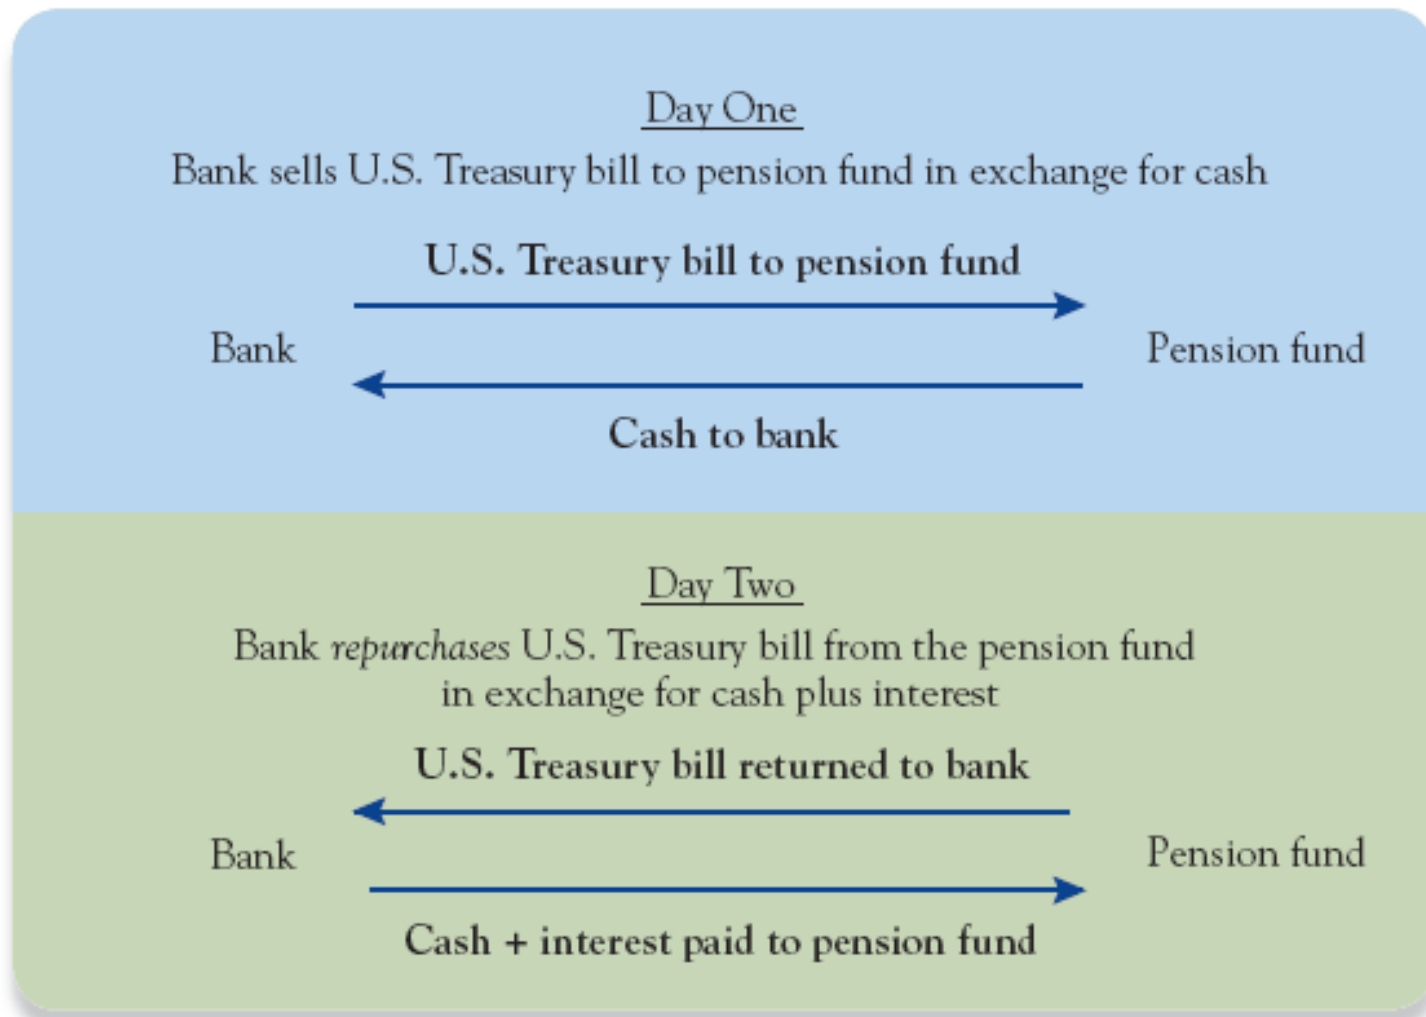 Day One
Bank sells U.S. Treasury bill to pension fund in exchange for cash
U.S. Treasury bill to pension fund
Bank
Pension fund
Cash to bank
Day Two
Bank repurchases U.S. Treasury bill from the pension fund
in exchange for cash plus interest
U.S. Treasury bill returned to bank
Bank
Pension fund
Cash + interest paid to pension fund